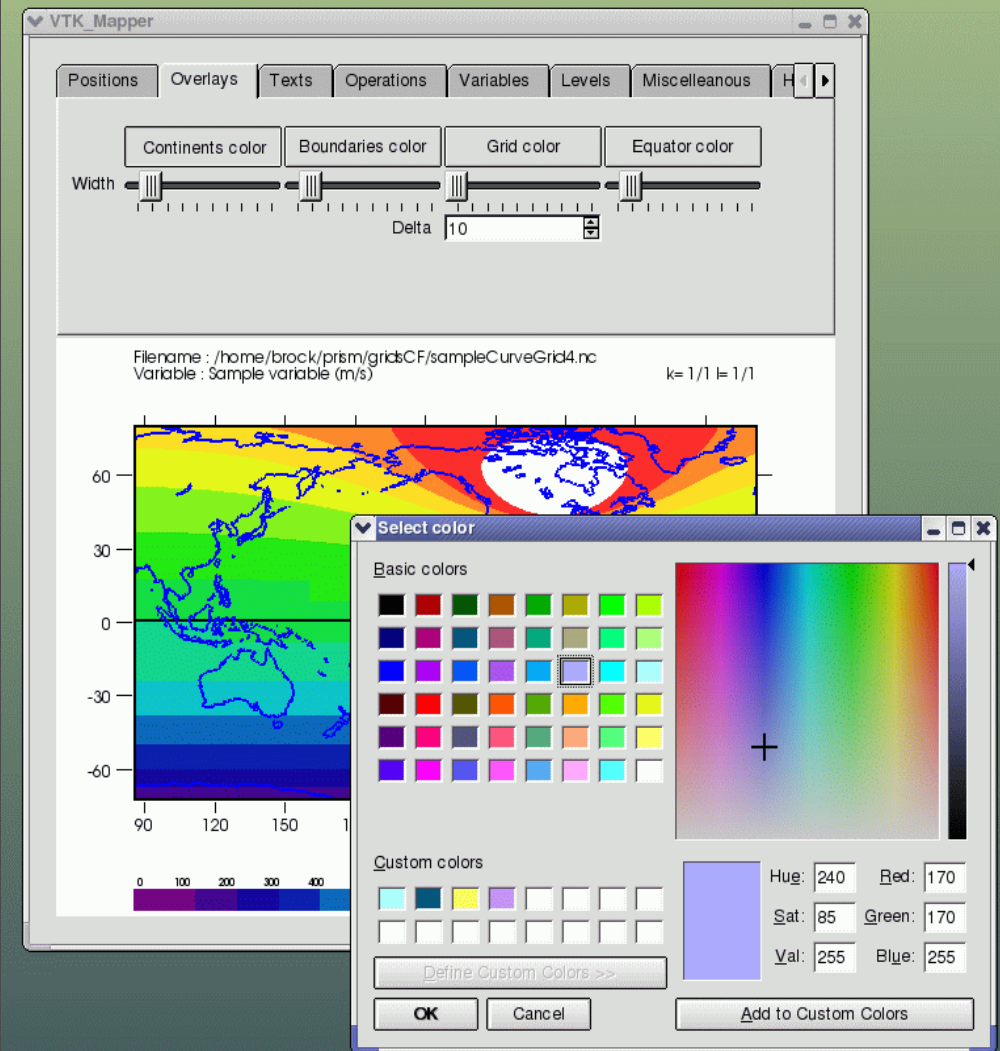 VTK_Mapper
Positions Overlays Texts Operations Variables Levels Miscelleanous H
Continents color Boundaries color Grid color Equator color
Width
Delta 10
Filename : /home/brock/prism/gridsCF/sampleCurveGrid4.nc
Variable : Sample variable (m/s) k= 1/1 l= 1/1
60
30
0
-30
-60
90 120 150 1
0 100 200 300 400
Select color
Basic colors
Custom colors
Hue: 240 Red: 170
Sat: 85 Green: 170
Val: 255 Blue: 255
Define Custom Colors >>
OK Cancel Add to Custom Colors